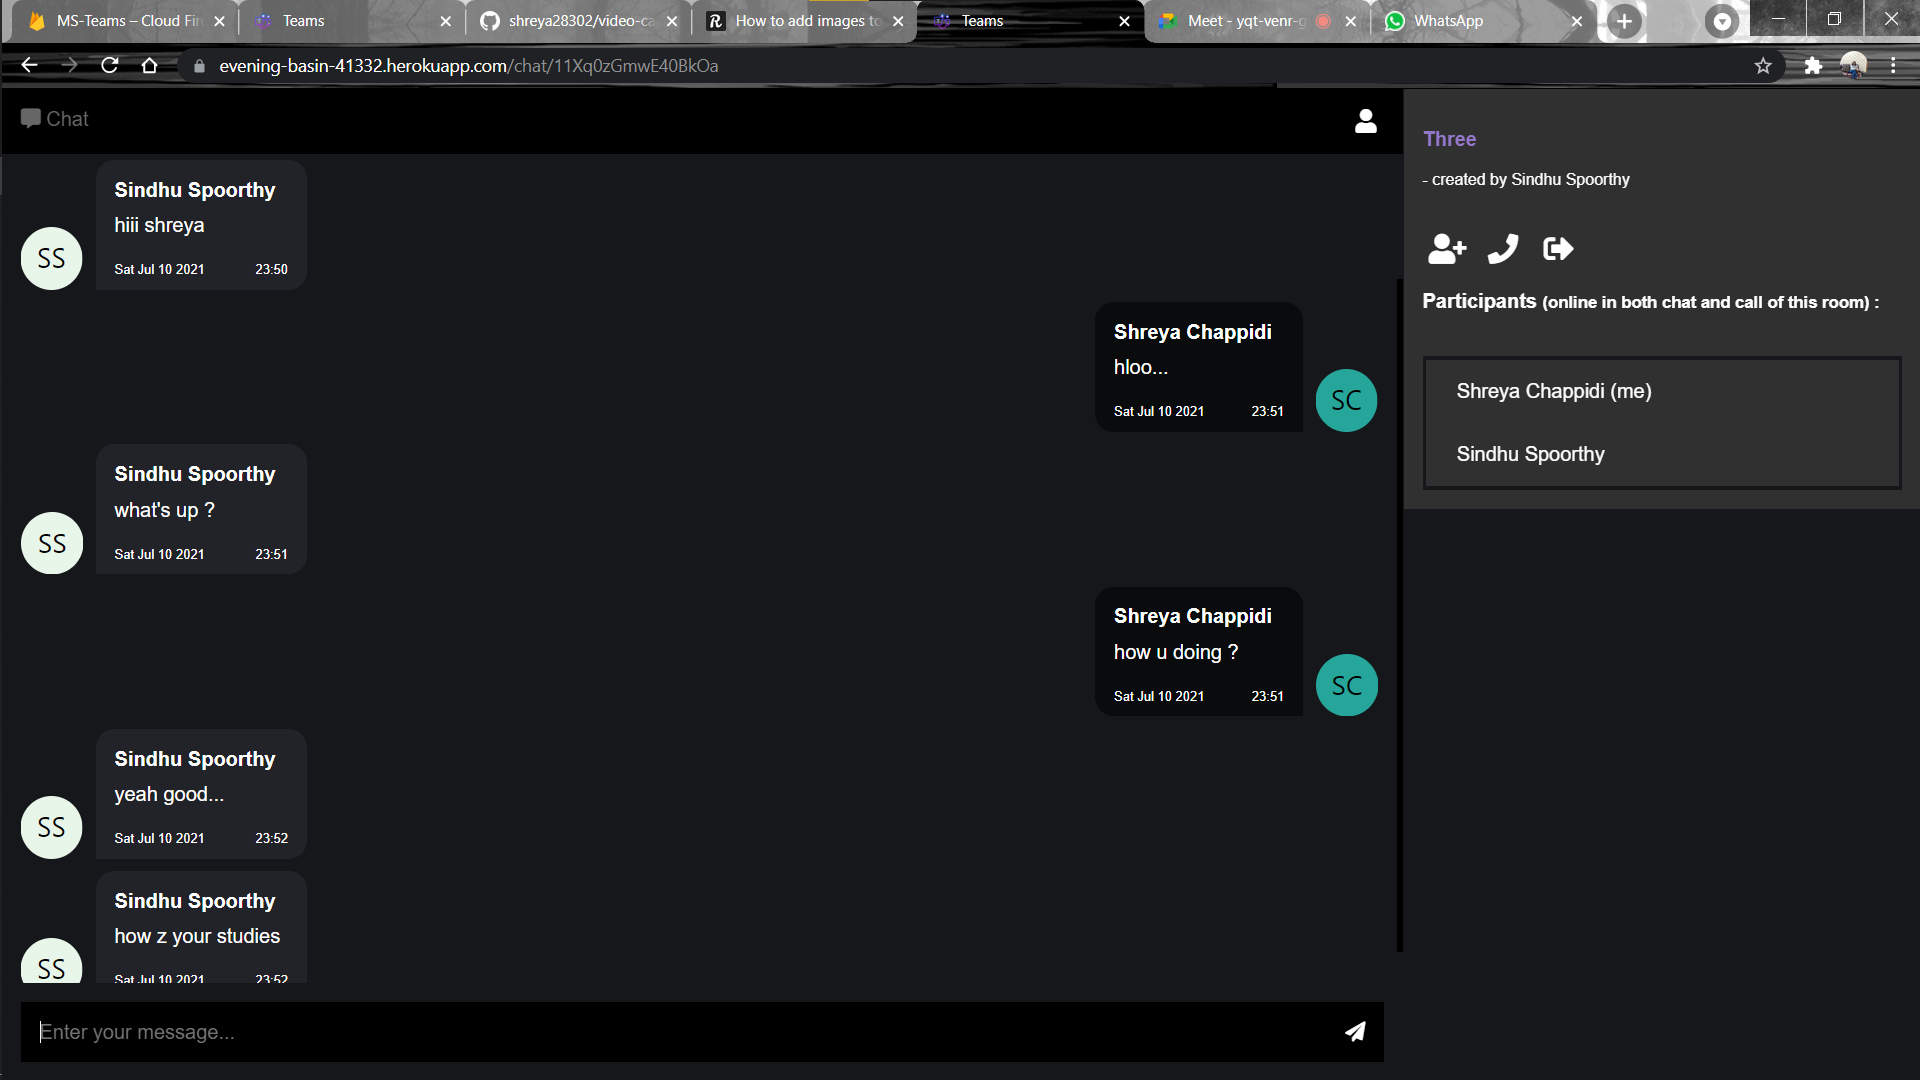 MS-Teams – Cloud Fir
Teams
shreya28302/video-ca
How to add images to
Teams
Meet - yqt-venr-g
WhatsApp
evening-basin-41332.herokuapp.com/chat/11Xq0zGmwE40BkOa
Chat
Sindhu Spoorthy
hiii shreya
Sat Jul 10 2021 23:50
SS
Shreya Chappidi
hloo...
Sat Jul 10 2021 23:51
SC
Sindhu Spoorthy
what's up ?
Sat Jul 10 2021 23:51
SS
Shreya Chappidi
how u doing ?
Sat Jul 10 2021 23:51
SC
Sindhu Spoorthy
yeah good...
Sat Jul 10 2021 23:52
SS
Sindhu Spoorthy
how z your studies
Sat Jul 10 2021 23:52
SS
Enter your message...
Three
- created by Sindhu Spoorthy
Participants (online in both chat and call of this room) :
Shreya Chappidi (me)
Sindhu Spoorthy